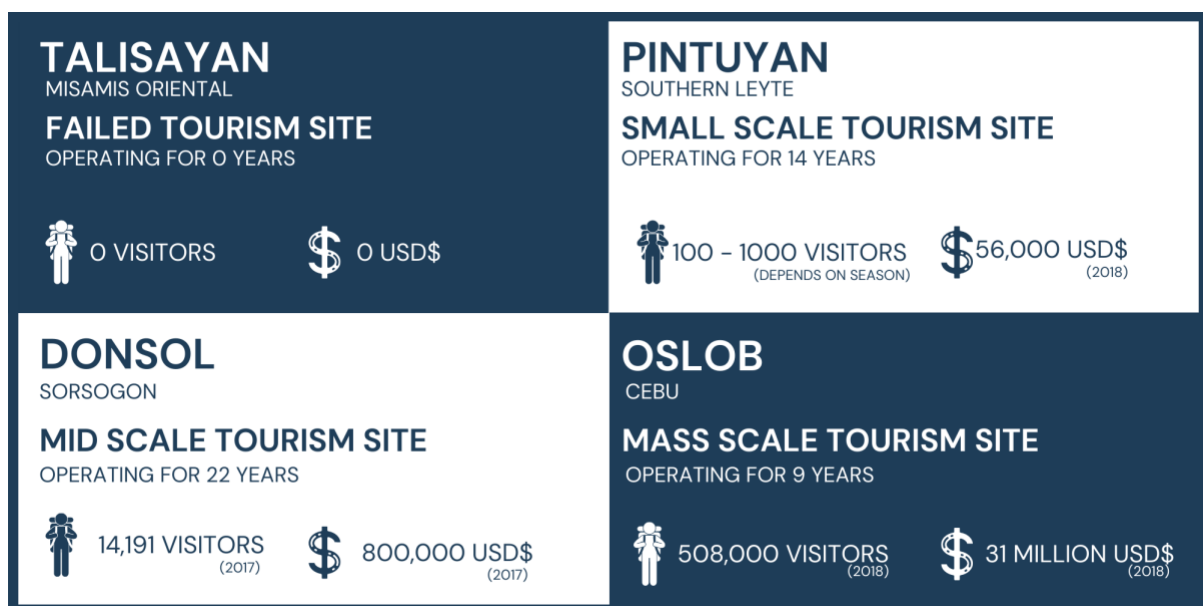 TALISAYAN
MISAMIS ORIENTAL
FAILED TOURISM SITE
OPERATING FOR 0 YEARS
0 VISITORS
0 USD$
PINTUYAN
SOUTHERN LEYTE
SMALL SCALE TOURISM SITE
OPERATING FOR 14 YEARS
100 - 1000 VISITORS
(DEPENDS ON SEASON)
56,000 USD$
(2018)
DONSOL
SORSOGON
MID SCALE TOURISM SITE
OPERATING FOR 22 YEARS
14,191 VISITORS
(2017)
800,000 USD$
(2017)
OSLOB
CEBU
MASS SCALE TOURISM SITE
OPERATING FOR 9 YEARS
508,000 VISITORS
(2018)
31 MILLION USD$
(2018)